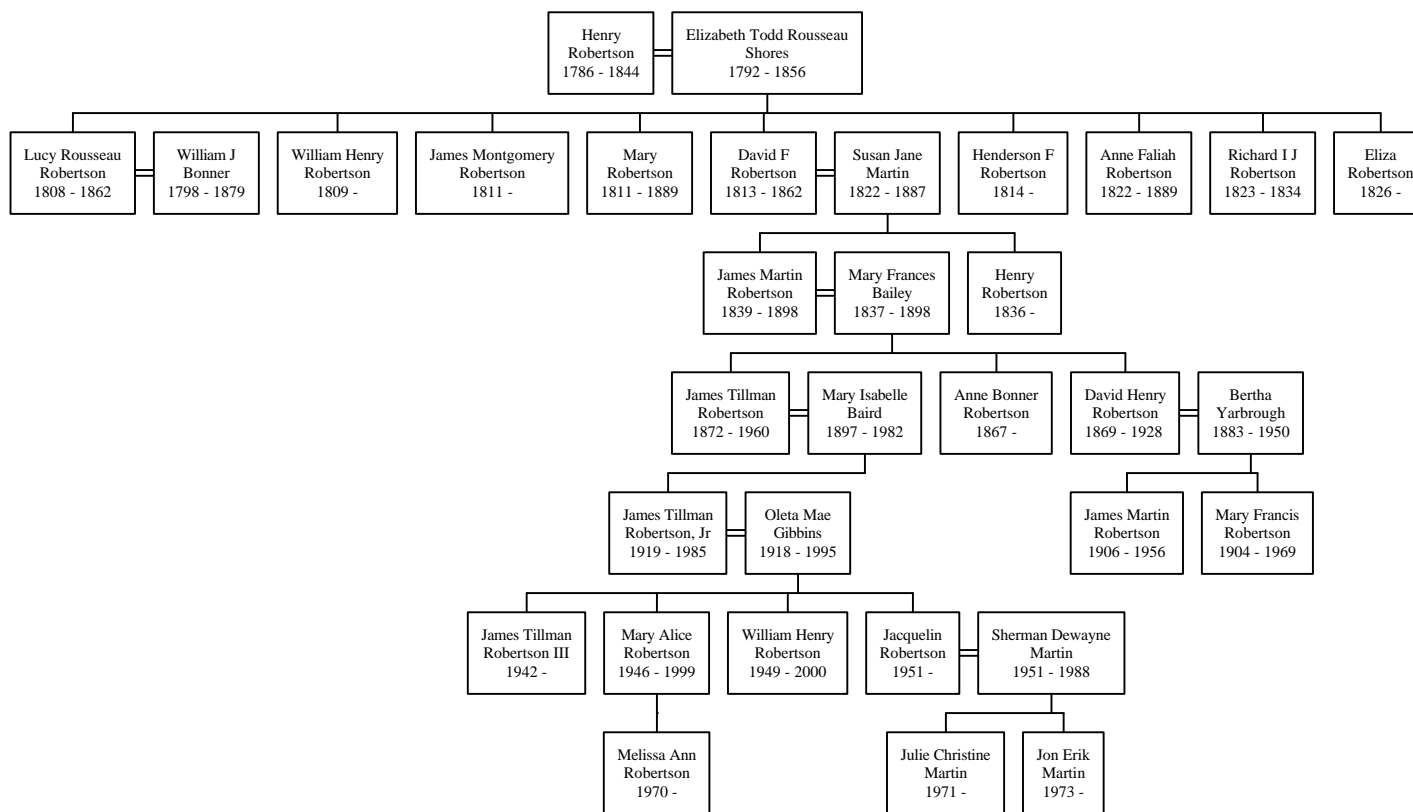 Henry
Robertson
1786 - 1844
Elizabeth Todd Rousseau
Shores
1792 - 1856
Lucy Rousseau
Robertson
1808 - 1862
William J
Bonner
1798 - 1879
William Henry
Robertson
1809 -
James Montgomery
Robertson
1811 -
Mary
Robertson
1811 - 1889
David F
Robertson
1813 - 1862
Susan Jane
Martin
1822 - 1887
Henderson F
Robertson
1814 -
Anne Faliah
Robertson
1822 - 1889
Richard I J
Robertson
1823 - 1834
Eliza
Robertson
1826 -
James Martin
Robertson
1839 - 1898
Mary Frances
Bailey
1837 - 1898
Henry
Robertson
1836 -
James Tillman
Robertson
1872 - 1960
Mary Isabelle
Baird
1897 - 1982
Anne Bonner
Robertson
1867 -
David Henry
Robertson
1869 - 1928
Bertha
Yarbrough
1883 - 1950
James Tillman
Robertson, Jr
1919 - 1985
Oleta Mae
Gibbins
1918 - 1995
James Martin
Robertson
1906 - 1956
Mary Francis
Robertson
1904 - 1969
James Tillman
Robertson III
1942 -
Mary Alice
Robertson
1946 - 1999
William Henry
Robertson
1949 - 2000
Jacquelin
Robertson
1951 -
Sherman Dewayne
Martin
1951 - 1988
Melissa Ann
Robertson
1970 -
Julie Christine
Martin
1971 -
Jon Erik
Martin
1973 -